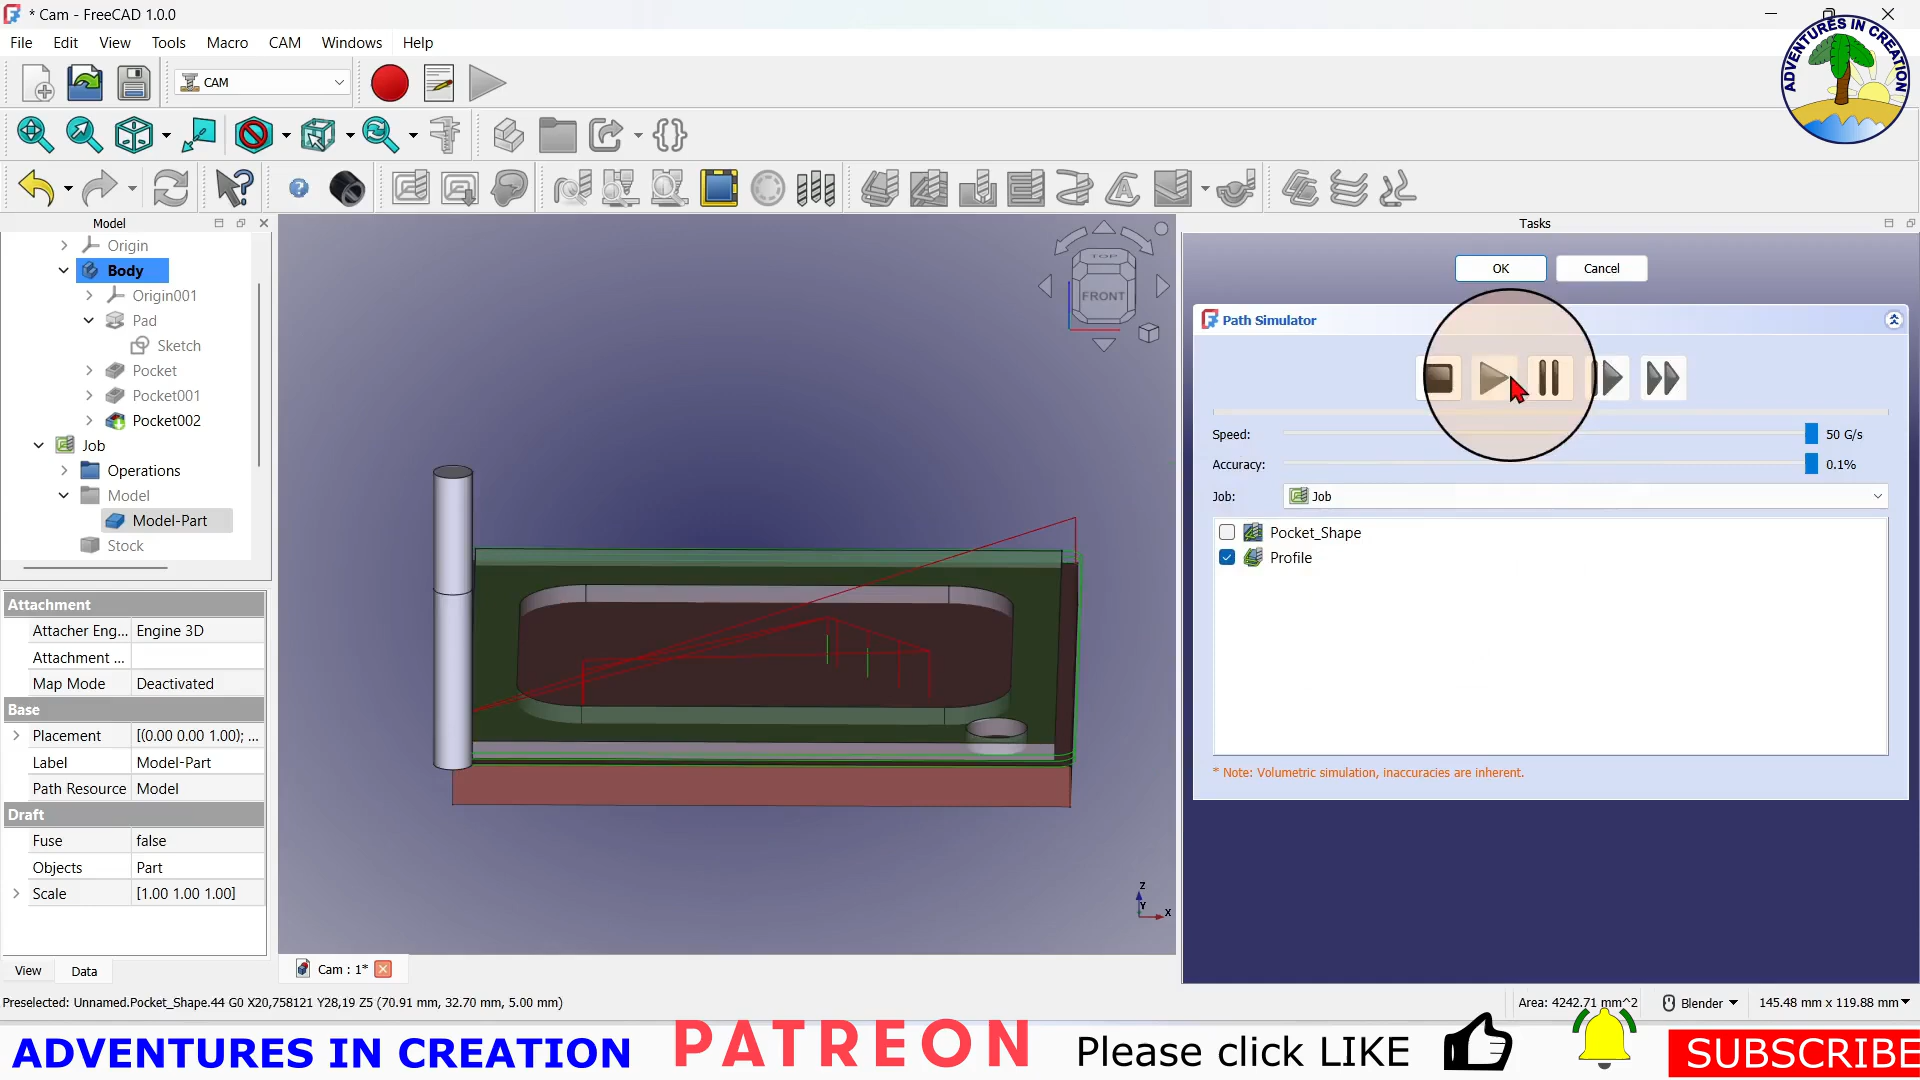 * Cam - FreeCAD 1.0.0
File Edit View Tools Macro CAM Windows Help
CAM
ADVENTURES IN CREATION
Model
Tasks
Origin
Body
Origin001
Pad
Sketch
Pocket
Pocket001
Pocket002
Job
Operations
Model
Model-Part
Stock
Attachment
Attacher Eng... Engine 3D
Attachment ...
Map Mode Deactivated
Base
Placement [(0.00 0.00 1.00); ...
Label Model-Part
Path Resource Model
Draft
Fuse false
Objects Part
Scale [1.00 1.00 1.00]
View Data
TOP
FRONT
Z
Y
X
Cam : 1*
OK Cancel
Path Simulator
Speed: 50 G/s
Accuracy: 0.1%
Job: Job
Pocket_Shape
Profile
* Note: Volumetric simulation, inaccuracies are inherent.
Preselected: Unnamed.Pocket_Shape.44 G0 X20,758121 Y28,19 Z5 (70.91 mm, 32.70 mm, 5.00 mm)
Area: 4242.71 mm^2 Blender 145.48 mm x 119.88 mm
ADVENTURES IN CREATION PATREON Please click LIKE SUBSCRIBE